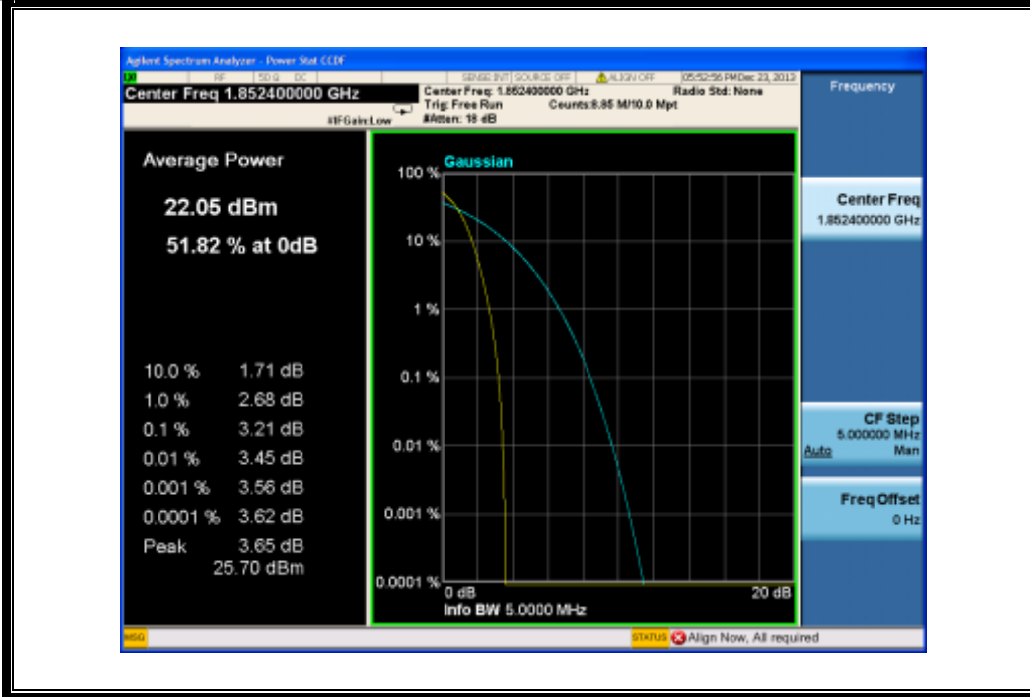 Agilent Spectrum Analyzer - Power Stat CCDF
RF 50 Ω DC SENSE:INT SOURCE OFF ALIGN OFF 05:52:56 PM Dec 23, 2013
Center Freq 1.852400000 GHz
Center Freq: 1.852400000 GHz
Radio Std: None
Trig: Free Run
Counts:8.85 M/10.0 Mpt
#IFGain:Low
#Atten: 18 dB
Average Power
22.05 dBm
51.82 % at 0dB
10.0 % 1.71 dB
1.0 % 2.68 dB
0.1 % 3.21 dB
0.01 % 3.45 dB
0.001 % 3.56 dB
0.0001 % 3.62 dB
Peak 3.65 dB
25.70 dBm
Gaussian
100 %
10 %
1 %
0.1 %
0.01 %
0.001 %
0.0001 %
0 dB
20 dB
Info BW 5.0000 MHz
Frequency
Center Freq
1.852400000 GHz
CF Step
5.000000 MHz
Auto Man
Freq Offset
0 Hz
MSG
STATUS Align Now, All required